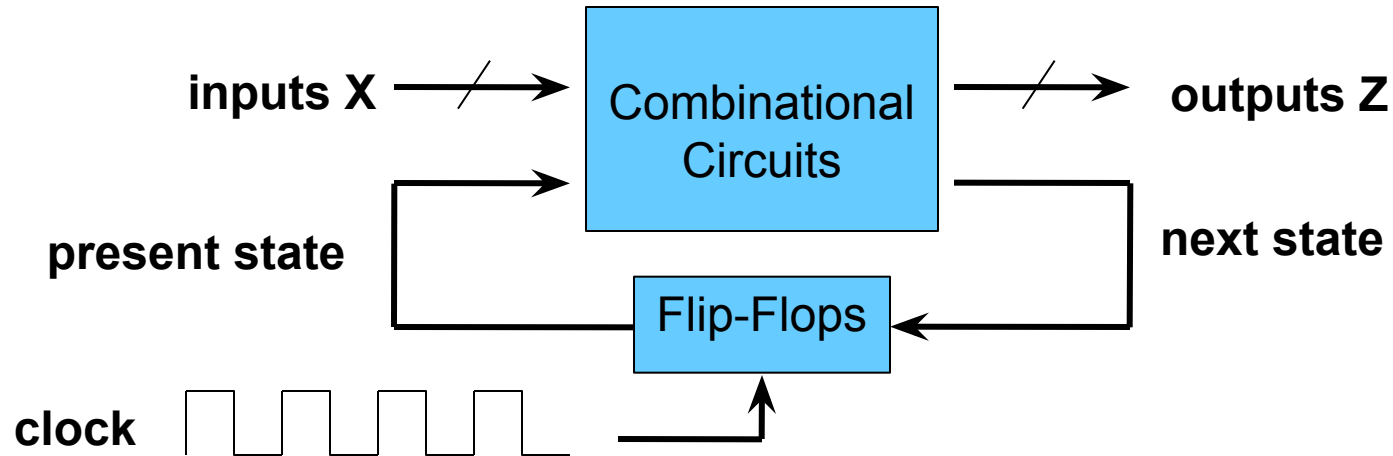 inputs X
Combinational
Circuits
outputs Z
present state
next state
Flip-Flops
clock